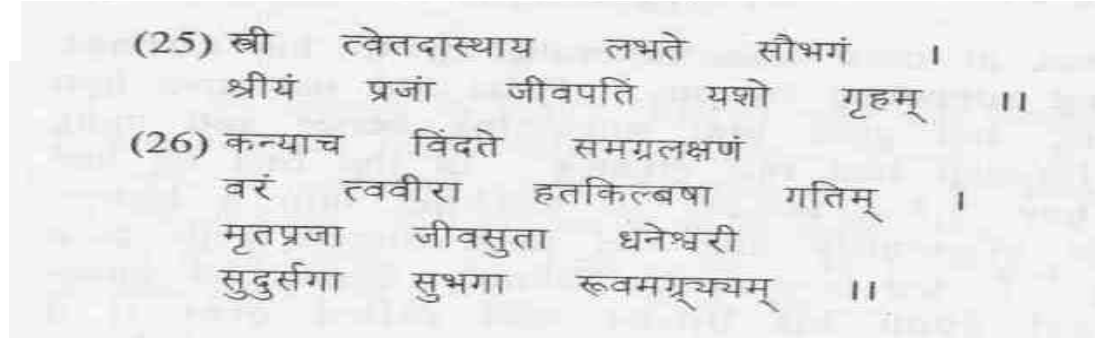 (25) स्त्री त्वेतदास्थाय लभते सौभगं ।
श्रीयं प्रजां जीवपतिं यशो गृहम् ।।
(26) कन्याच विंदते समग्रलक्षणं
वरं त्ववीरा हतकिल्बषा गतिम् ।
मृतप्रजा जीवसुता धनेश्वरी
सुदुर्सगा सुभगा रूवमग्र्यम् ।।